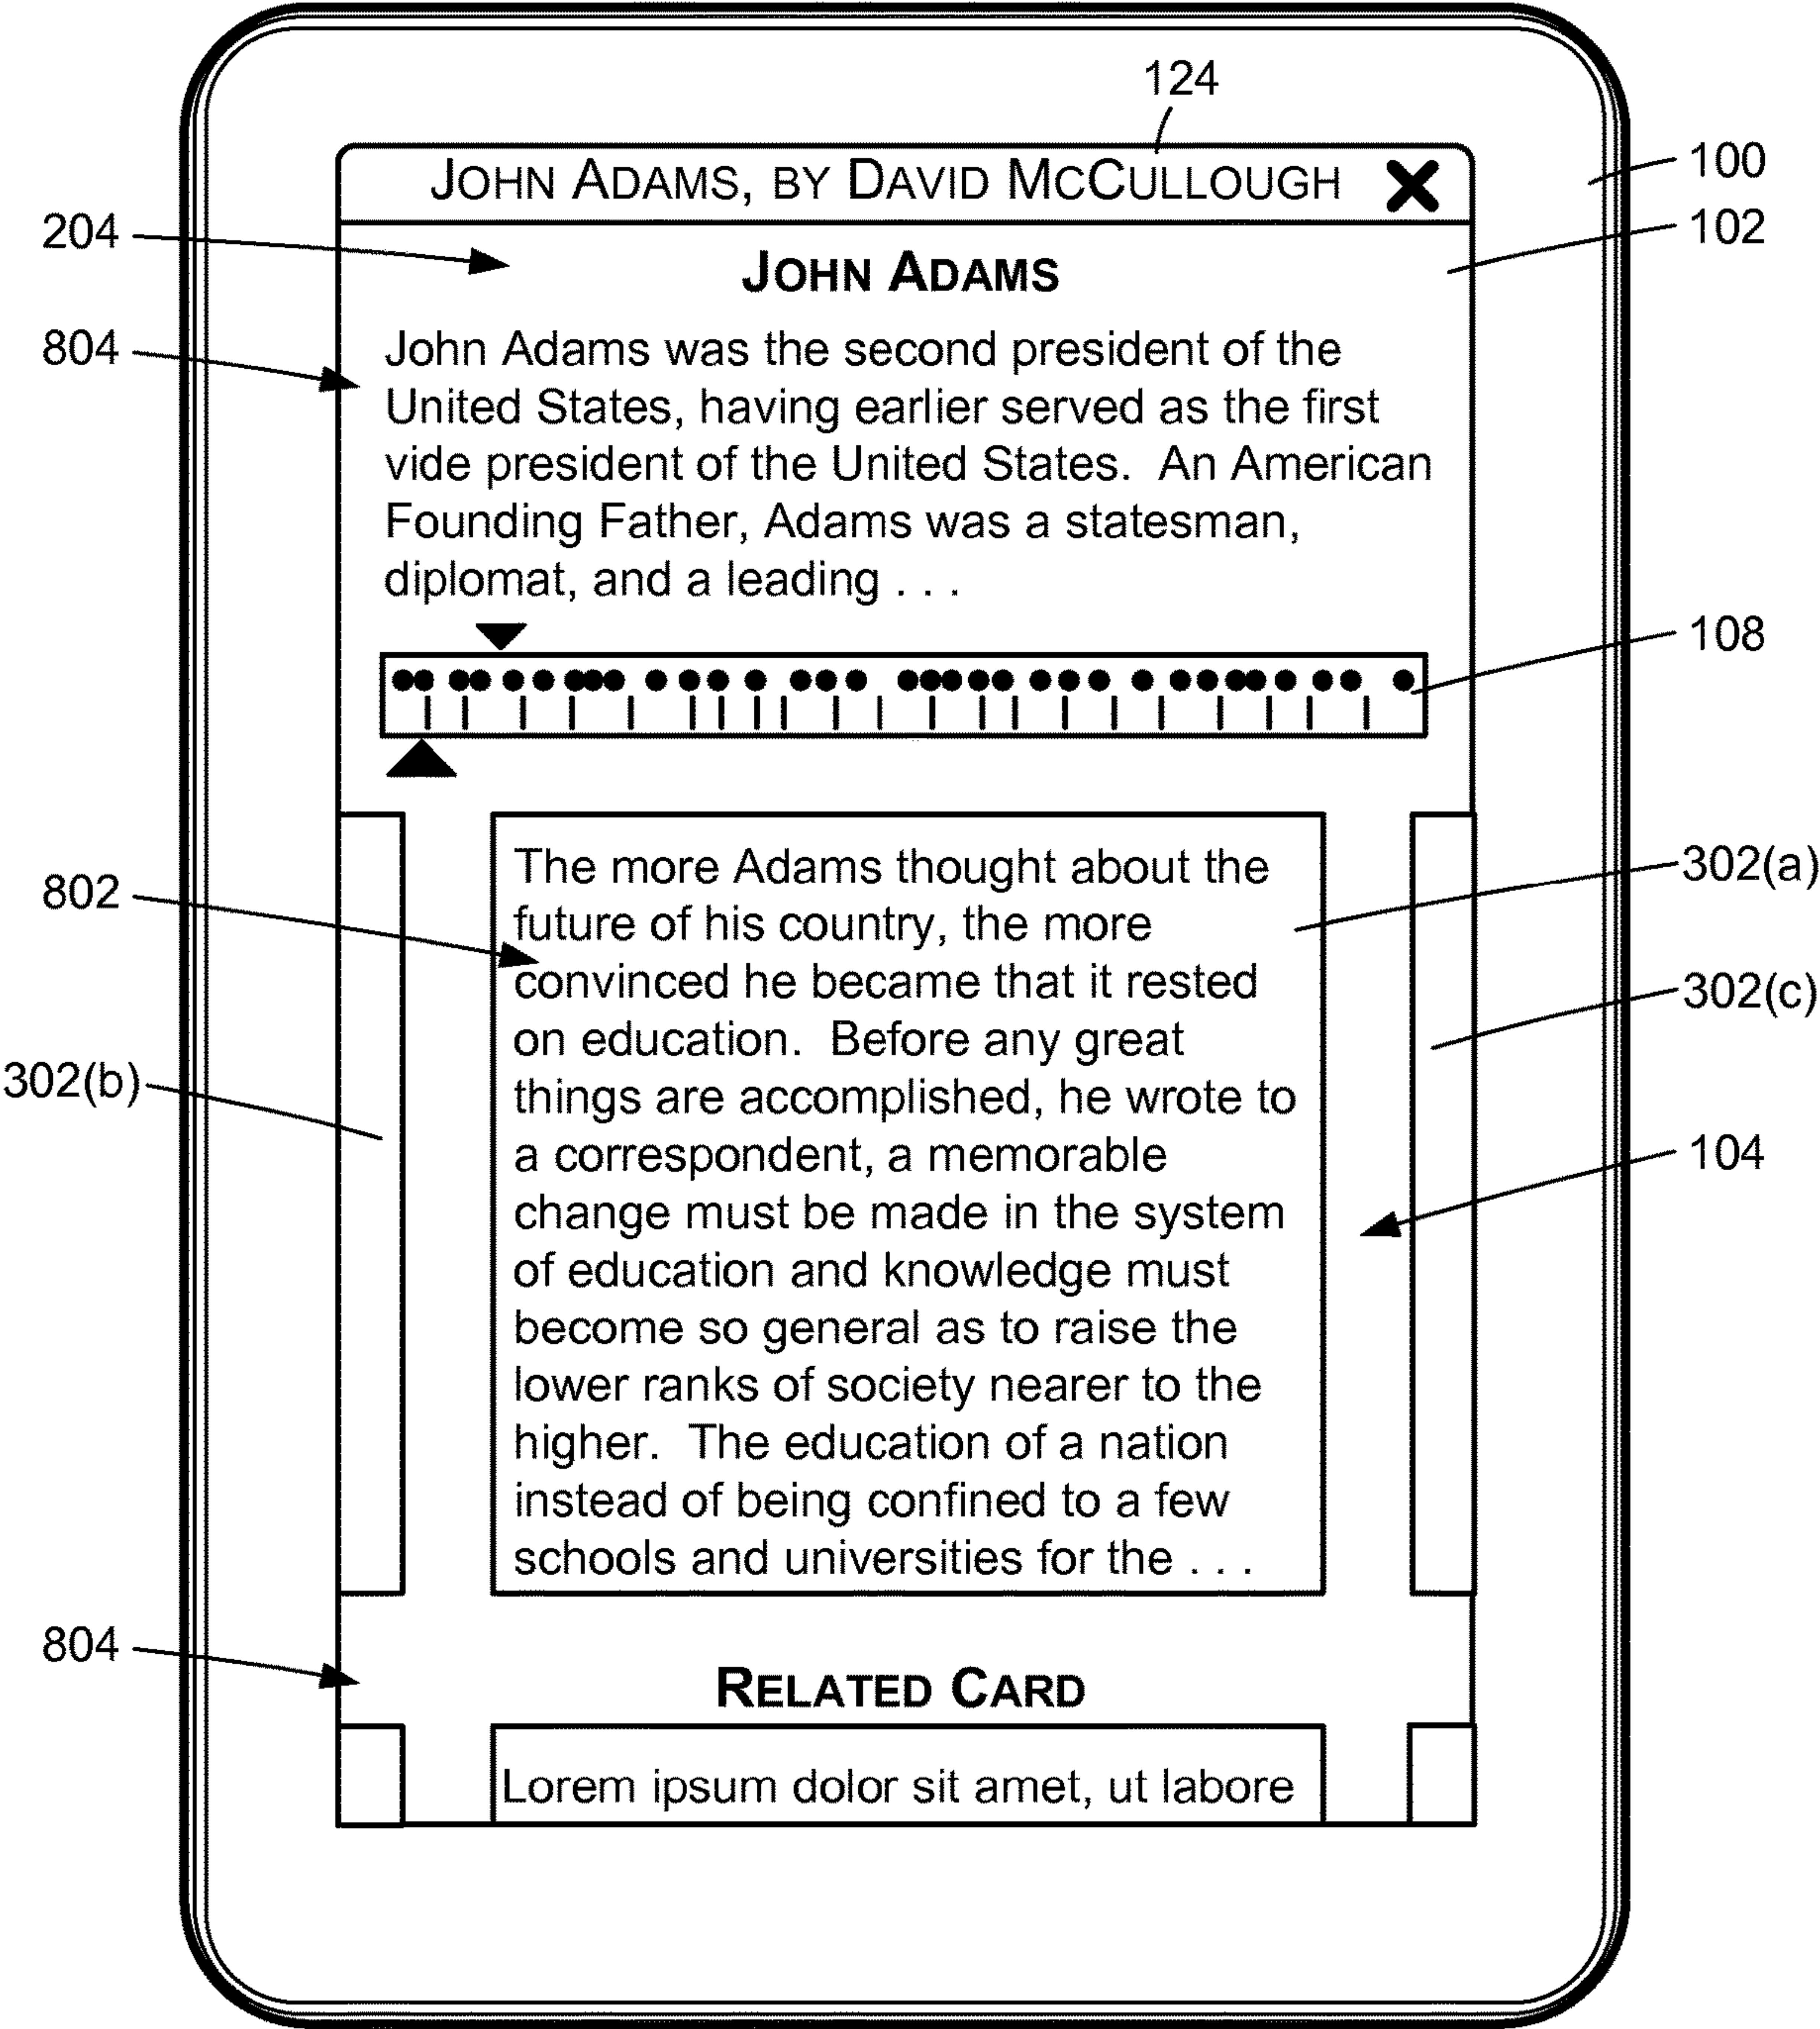 124
JOHN ADAMS, BY DAVID MCCULLOUGH
100
204
102
JOHN ADAMS
804
John Adams was the second president of the
United States, having earlier served as the first
vide president of the United States.  An American
Founding Father, Adams was a statesman,
diplomat, and a leading . . .
108
The more Adams thought about the
302(a)
802
future of his country, the more
convinced he became that it rested
302(c)
on education.  Before any great
302(b)
things are accomplished, he wrote to
a correspondent, a memorable
104
change must be made in the system
of education and knowledge must
become so general as to raise the
lower ranks of society nearer to the
higher.  The education of a nation
instead of being confined to a few
schools and universities for the . . .
804
RELATED CARD
Lorem ipsum dolor sit amet, ut labore